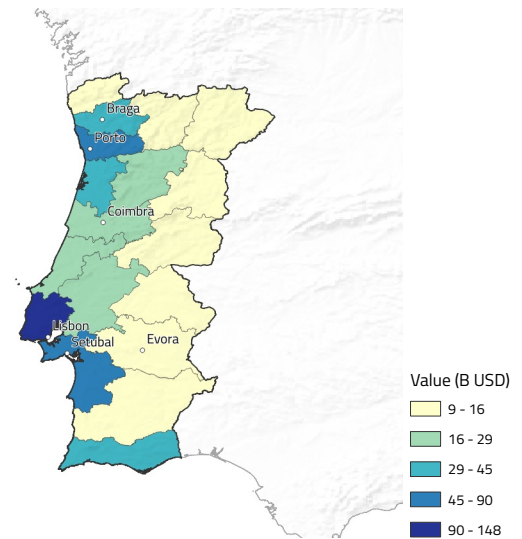 Braga
Porto
Coimbra
Lisbon
Setubal
Evora
Value (B USD)
9 - 16
16 - 29
29 - 45
45 - 90
90 - 148